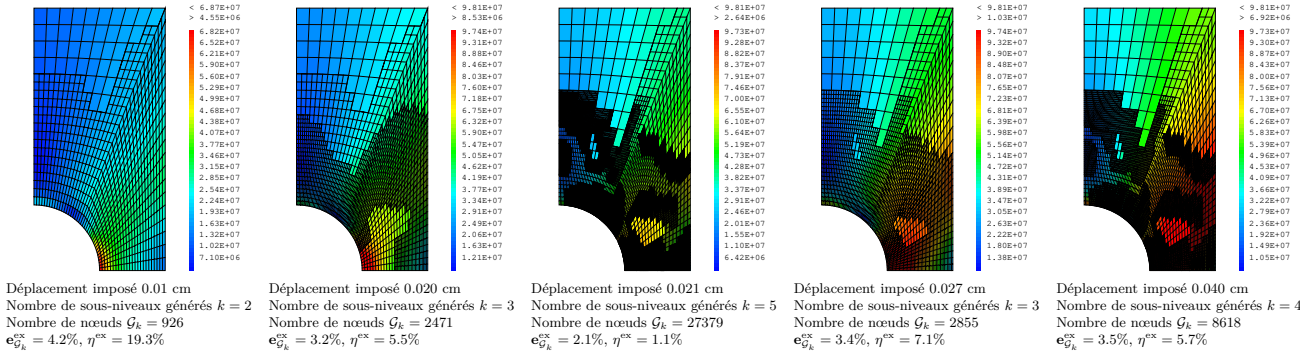 < 6.87E+07
> 4.55E+06
6.82E+07
6.52E+07
6.21E+07
5.90E+07
5.60E+07
5.29E+07
4.99E+07
4.68E+07
4.38E+07
4.07E+07
3.77E+07
3.46E+07
3.15E+07
2.85E+07
2.54E+07
2.24E+07
1.93E+07
1.63E+07
1.32E+07
1.02E+07
7.10E+06
Déplacement imposé 0.01 cm
Nombre de sous-niveaux générés k = 2
Nombre de nœuds 𝒢ₖ = 926
e^ex_𝒢ₖ = 4.2%, η^ex = 19.3%
< 9.81E+07
> 8.53E+06
9.74E+07
9.31E+07
8.88E+07
8.46E+07
8.03E+07
7.60E+07
7.18E+07
6.75E+07
6.32E+07
5.90E+07
5.47E+07
5.05E+07
4.62E+07
4.19E+07
3.77E+07
3.34E+07
2.91E+07
2.49E+07
2.06E+07
1.63E+07
1.21E+07
Déplacement imposé 0.020 cm
Nombre de sous-niveaux générés k = 3
Nombre de nœuds 𝒢ₖ = 2471
e^ex_𝒢ₖ = 3.2%, η^ex = 5.5%
< 9.81E+07
> 2.64E+06
9.73E+07
9.28E+07
8.82E+07
8.37E+07
7.91E+07
7.46E+07
7.00E+07
6.55E+07
6.10E+07
5.64E+07
5.19E+07
4.73E+07
4.28E+07
3.82E+07
3.37E+07
2.91E+07
2.46E+07
2.01E+07
1.55E+07
1.10E+07
6.42E+06
Déplacement imposé 0.021 cm
Nombre de sous-niveaux générés k = 5
Nombre de nœuds 𝒢ₖ = 27379
e^ex_𝒢ₖ = 2.1%, η^ex = 1.1%
< 9.81E+07
> 1.03E+07
9.74E+07
9.32E+07
8.90E+07
8.49E+07
8.07E+07
7.65E+07
7.23E+07
6.81E+07
6.40E+07
5.98E+07
5.56E+07
5.14E+07
4.72E+07
4.31E+07
3.89E+07
3.47E+07
3.05E+07
2.63E+07
2.22E+07
1.80E+07
1.38E+07
Déplacement imposé 0.027 cm
Nombre de sous-niveaux générés k = 3
Nombre de nœuds 𝒢ₖ = 2855
e^ex_𝒢ₖ = 3.4%, η^ex = 7.1%
< 9.81E+07
> 6.92E+06
9.73E+07
9.30E+07
8.87E+07
8.43E+07
8.00E+07
7.56E+07
7.13E+07
6.70E+07
6.26E+07
5.83E+07
5.39E+07
4.96E+07
4.53E+07
4.09E+07
3.66E+07
3.22E+07
2.79E+07
2.36E+07
1.92E+07
1.49E+07
1.05E+07
Déplacement imposé 0.040 cm
Nombre de sous-niveaux générés k = 4
Nombre de nœuds 𝒢ₖ = 8618
e^ex_𝒢ₖ = 3.5%, η^ex = 5.7%